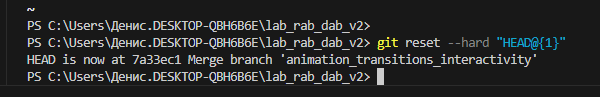 ~
PS C:\Users\Денис.DESKTOP-QBH6B6E\lab_rab_dab_v2>
PS C:\Users\Денис.DESKTOP-QBH6B6E\lab_rab_dab_v2> git reset --hard "HEAD@{1}"
HEAD is now at 7a33ec1 Merge branch 'animation_transitions_interactivity'
PS C:\Users\Денис.DESKTOP-QBH6B6E\lab_rab_dab_v2>